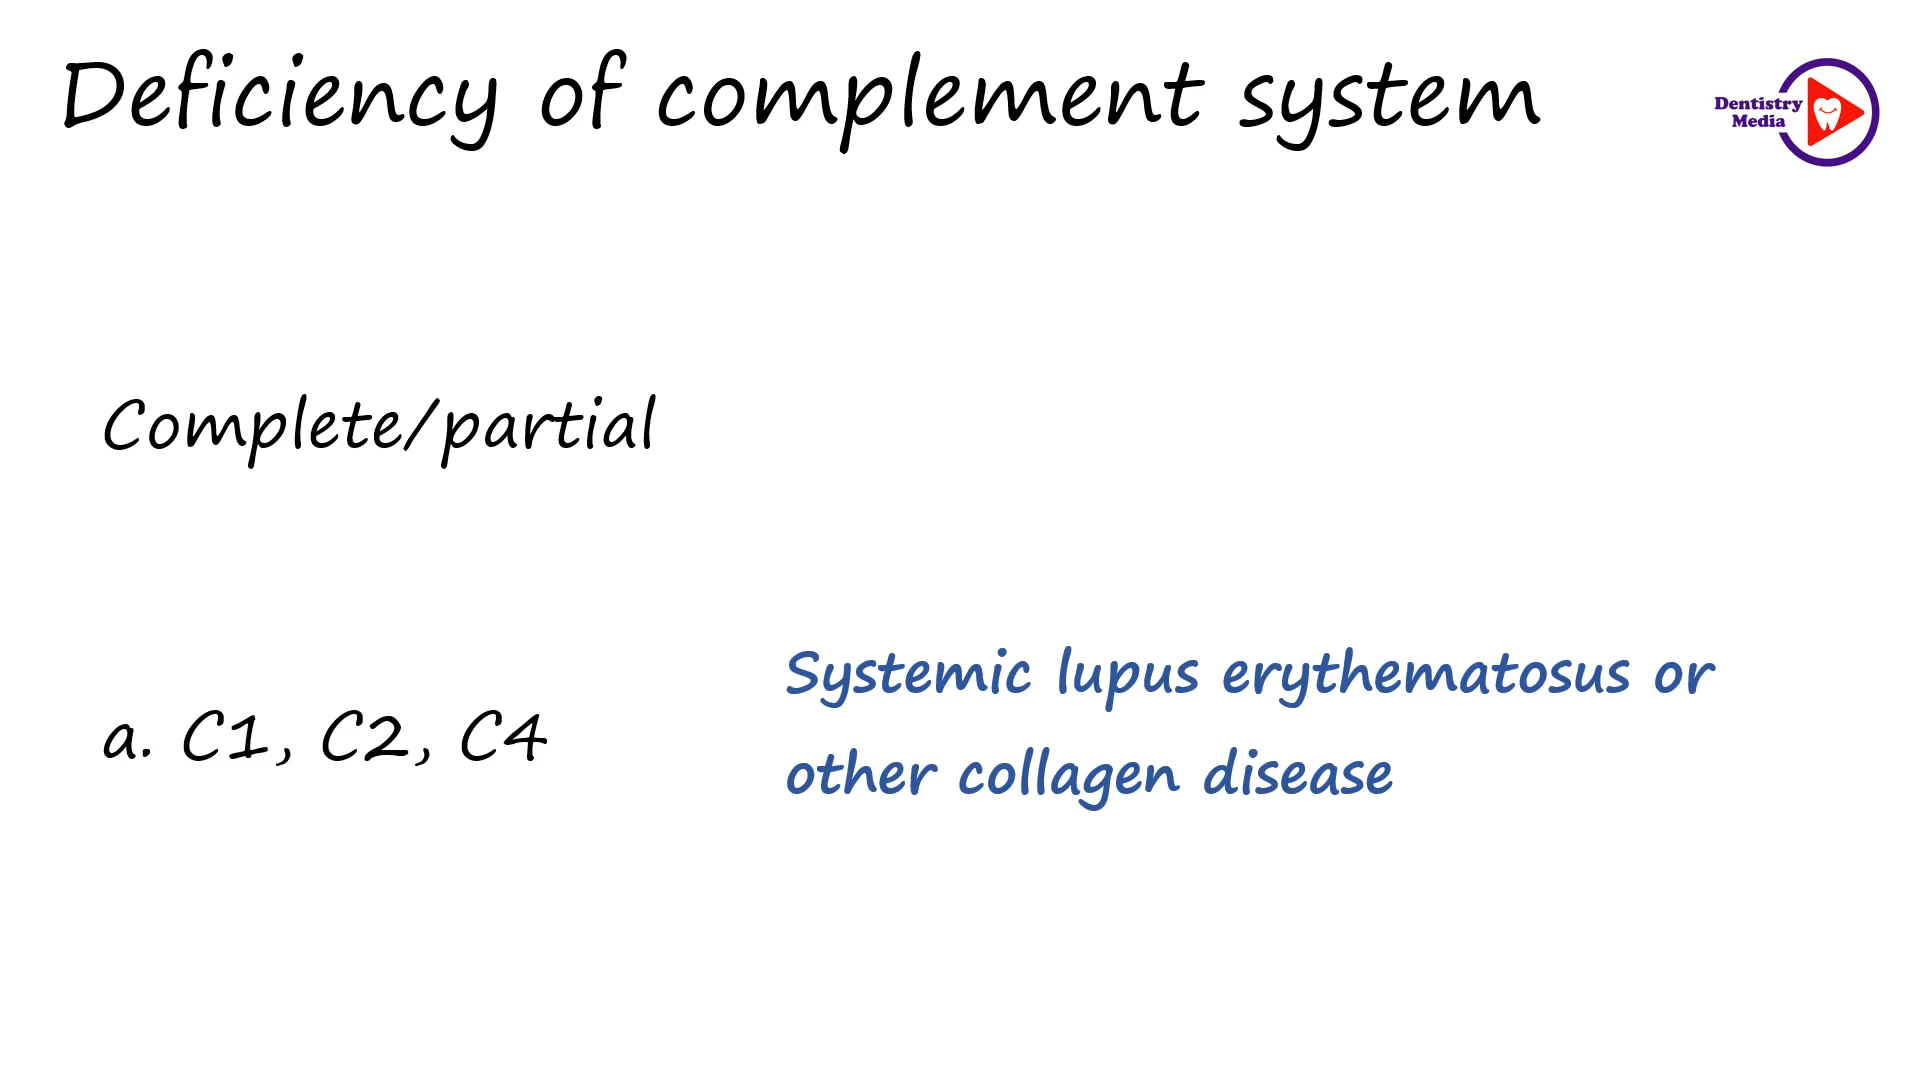 Deficiency of complement system
Dentistry
Media
Complete/partial
a. C1, C2, C4
Systemic lupus erythematosus or
other collagen disease